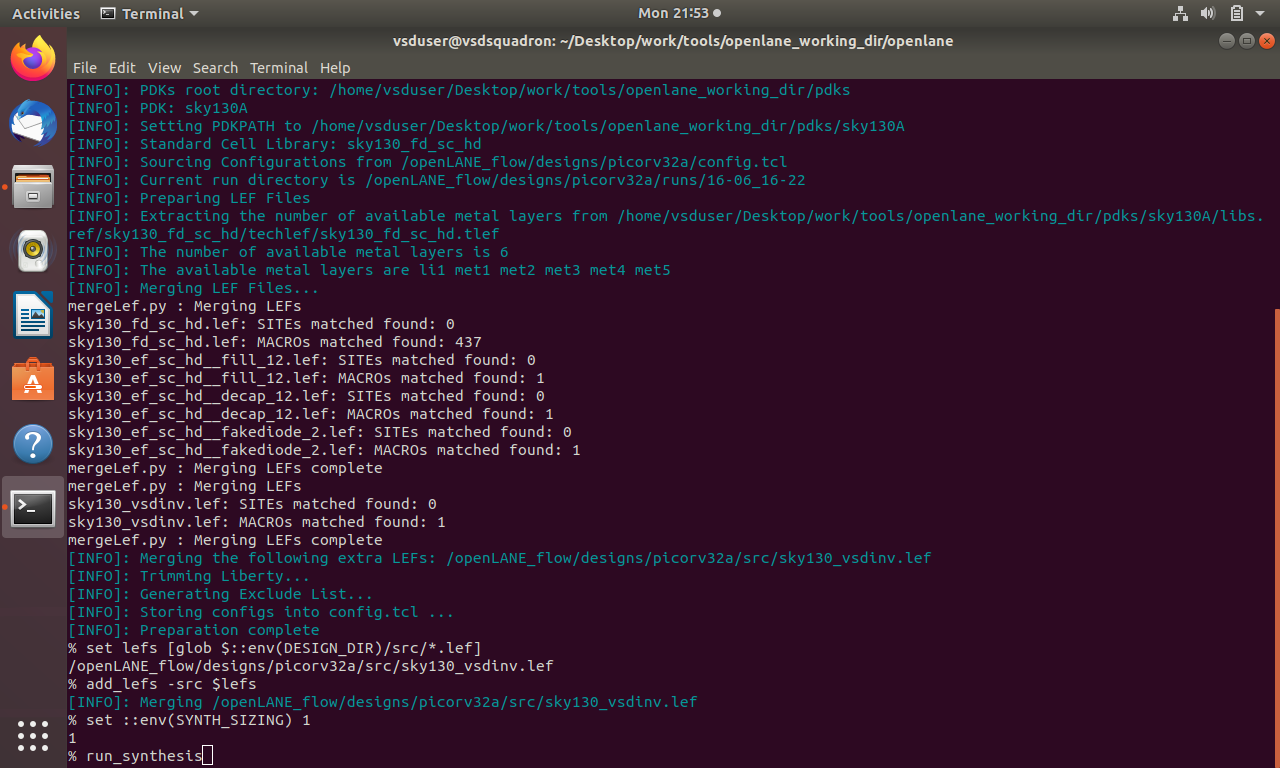 Activities Terminal Mon 21:53
vsduser@vsdsquadron: ~/Desktop/work/tools/openlane_working_dir/openlane
File Edit View Search Terminal Help
[INFO]: PDKs root directory: /home/vsduser/Desktop/work/tools/openlane_working_dir/pdks
[INFO]: PDK: sky130A
[INFO]: Setting PDKPATH to /home/vsduser/Desktop/work/tools/openlane_working_dir/pdks/sky130A
[INFO]: Standard Cell Library: sky130_fd_sc_hd
[INFO]: Sourcing Configurations from /openLANE_flow/designs/picorv32a/config.tcl
[INFO]: Current run directory is /openLANE_flow/designs/picorv32a/runs/16-06_16-22
[INFO]: Preparing LEF Files
[INFO]: Extracting the number of available metal layers from /home/vsduser/Desktop/work/tools/openlane_working_dir/pdks/sky130A/libs.
ref/sky130_fd_sc_hd/techlef/sky130_fd_sc_hd.tlef
[INFO]: The number of available metal layers is 6
[INFO]: The available metal layers are li1 met1 met2 met3 met4 met5
[INFO]: Merging LEF Files...
mergeLef.py : Merging LEFs
sky130_fd_sc_hd.lef: SITEs matched found: 0
sky130_fd_sc_hd.lef: MACROs matched found: 437
sky130_ef_sc_hd__fill_12.lef: SITEs matched found: 0
sky130_ef_sc_hd__fill_12.lef: MACROs matched found: 1
sky130_ef_sc_hd__decap_12.lef: SITEs matched found: 0
sky130_ef_sc_hd__decap_12.lef: MACROs matched found: 1
sky130_ef_sc_hd__fakediode_2.lef: SITEs matched found: 0
sky130_ef_sc_hd__fakediode_2.lef: MACROs matched found: 1
mergeLef.py : Merging LEFs complete
mergeLef.py : Merging LEFs
sky130_vsdinv.lef: SITEs matched found: 0
sky130_vsdinv.lef: MACROs matched found: 1
mergeLef.py : Merging LEFs complete
[INFO]: Merging the following extra LEFs: /openLANE_flow/designs/picorv32a/src/sky130_vsdinv.lef
[INFO]: Trimming Liberty...
[INFO]: Generating Exclude List...
[INFO]: Storing configs into config.tcl ...
[INFO]: Preparation complete
% set lefs [glob $::env(DESIGN_DIR)/src/*.lef]
/openLANE_flow/designs/picorv32a/src/sky130_vsdinv.lef
% add_lefs -src $lefs
[INFO]: Merging /openLANE_flow/designs/picorv32a/src/sky130_vsdinv.lef
% set ::env(SYNTH_SIZING) 1
1
% run_synthesis